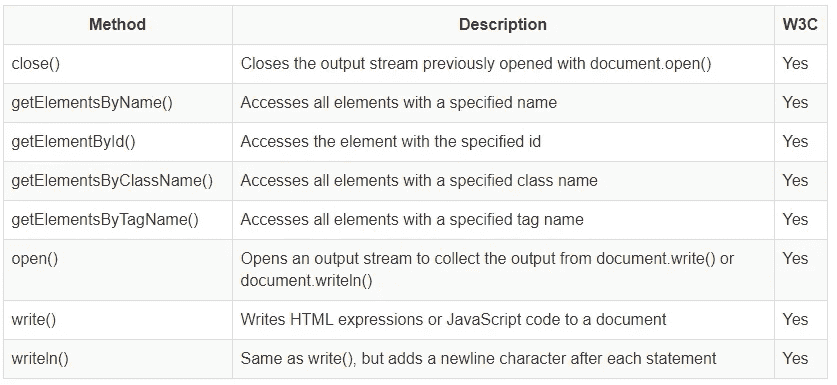 Method Description W3C
close() Closes the output stream previously opened with document.open() Yes
getElementsByName() Accesses all elements with a specified name Yes
getElementById() Accesses the element with the specified id Yes
getElementsByClassName() Accesses all elements with a specified class name Yes
getElementsByTagName() Accesses all elements with a specified tag name Yes
open() Opens an output stream to collect the output from document.write() or Yes
document.writeln()
write() Writes HTML expressions or JavaScript code to a document Yes
writeln() Same as write(), but adds a newline character after each statement Yes